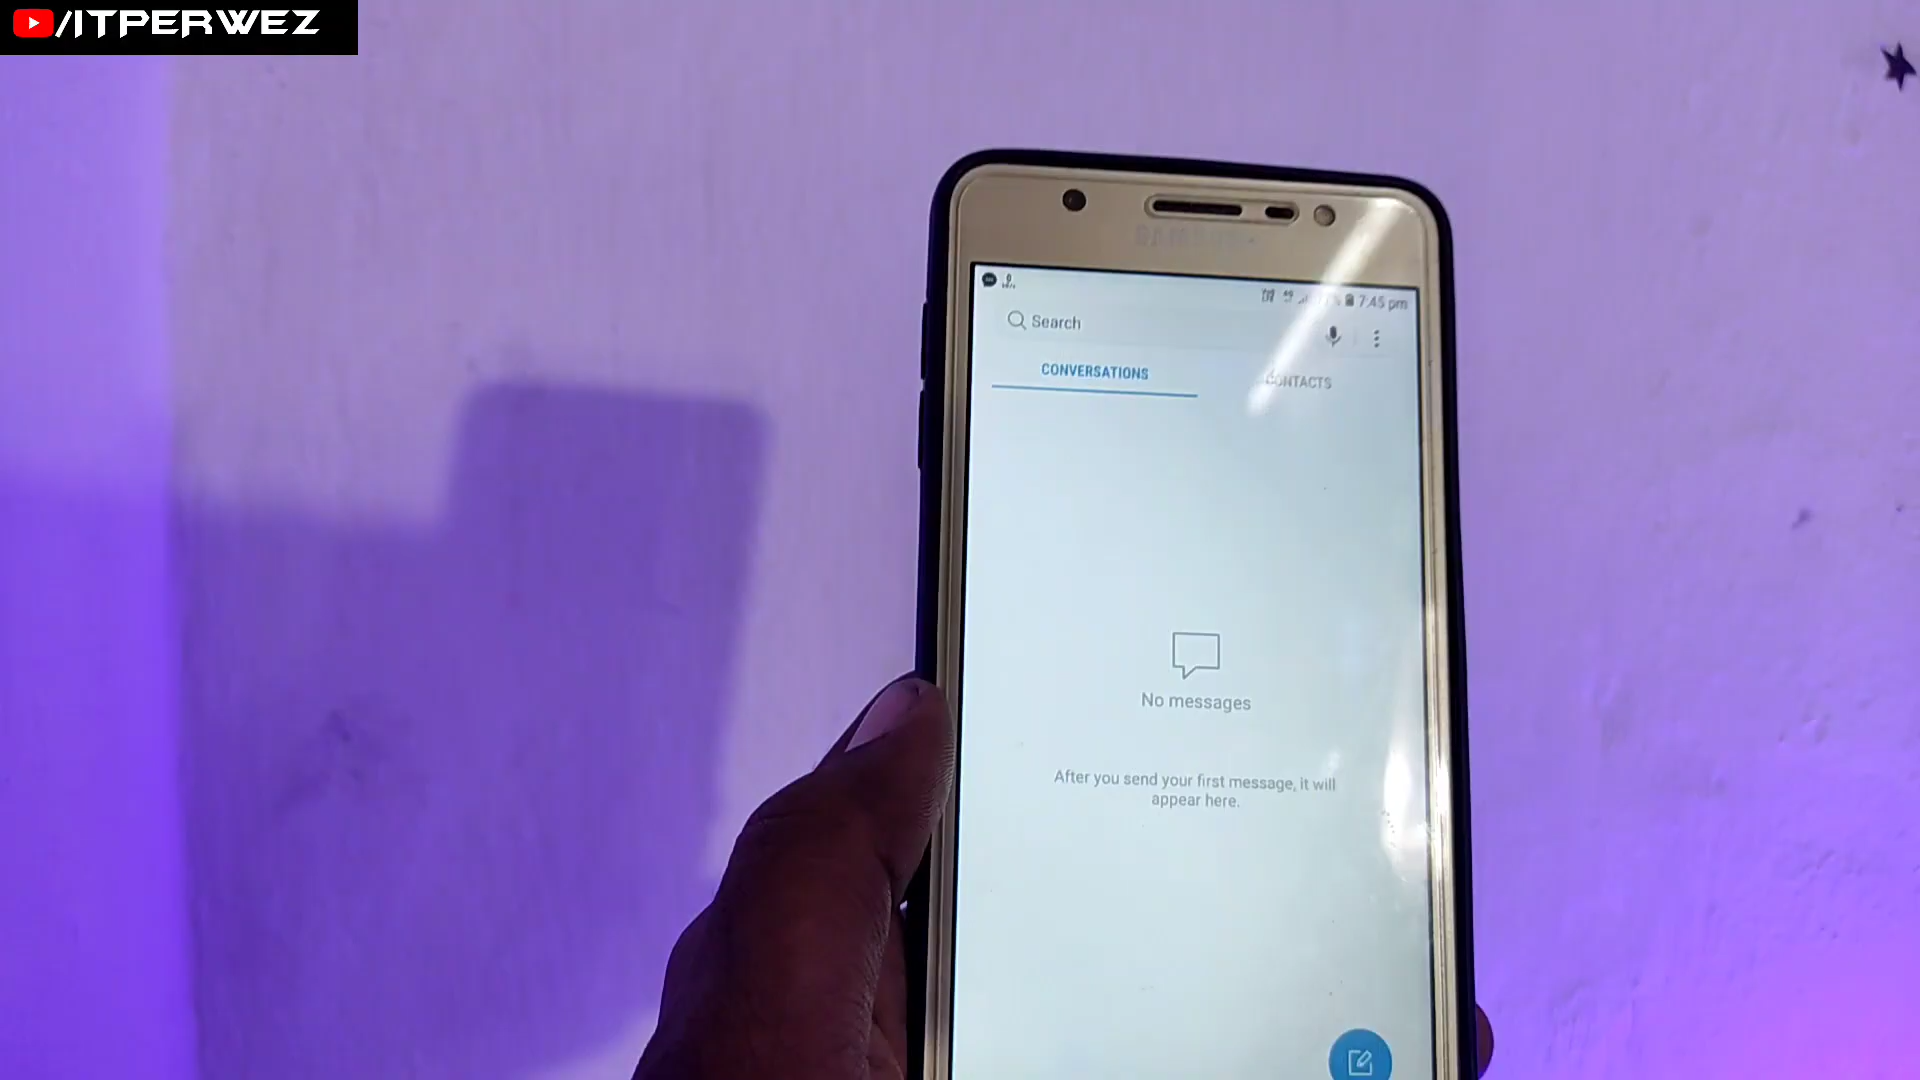 /ITPERWEZ
7:45 pm
Search
CONVERSATIONS
CONTACTS
No messages
After you send your first message, it will
appear here.